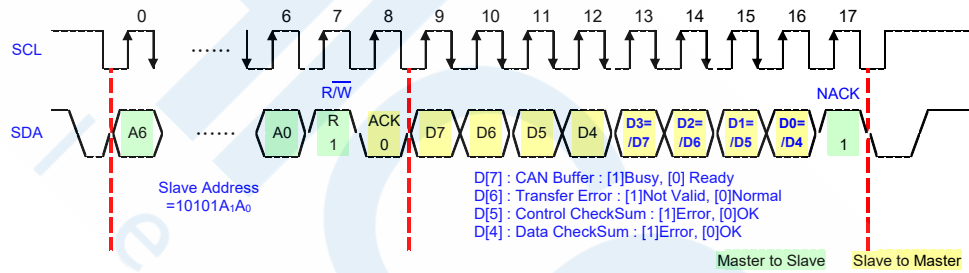 0 6 7 8 9 10 11 12 13 14 15 16 17
SCL ......
R/W NACK
SDA A6 ...... A0 R 1 ACK 0 D7 D6 D5 D4 D3= /D7 D2= /D6 D1= /D5 D0= /D4 1
Slave Address
=10101A₁A₀
D[7] : CAN Buffer : [1]Busy, [0] Ready
D[6] : Transfer Error : [1]Not Valid, [0]Normal
D[5] : Control CheckSum : [1]Error, [0]OK
D[4] : Data CheckSum : [1]Error, [0]OK
Master to Slave Slave to Master